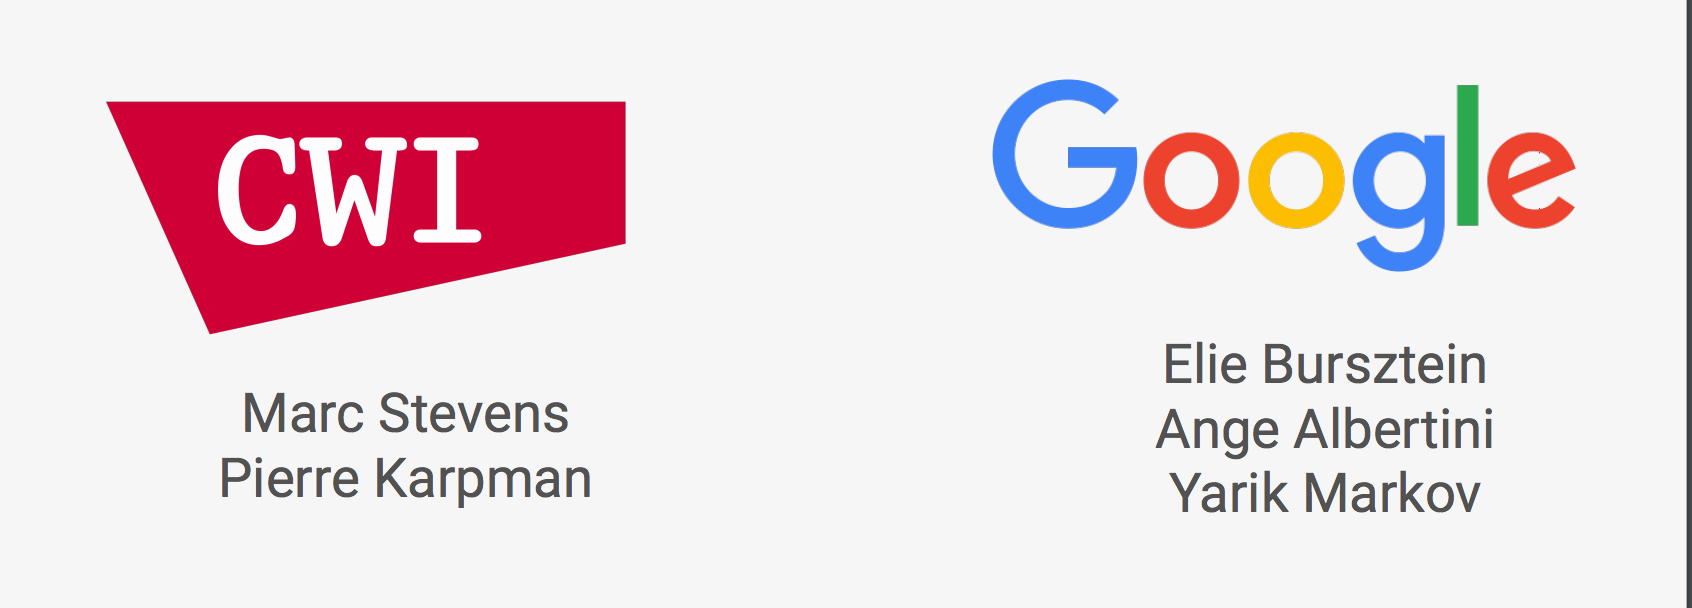 CWI
Marc Stevens
Pierre Karpman
Google
Elie Bursztein
Ange Albertini
Yarik Markov